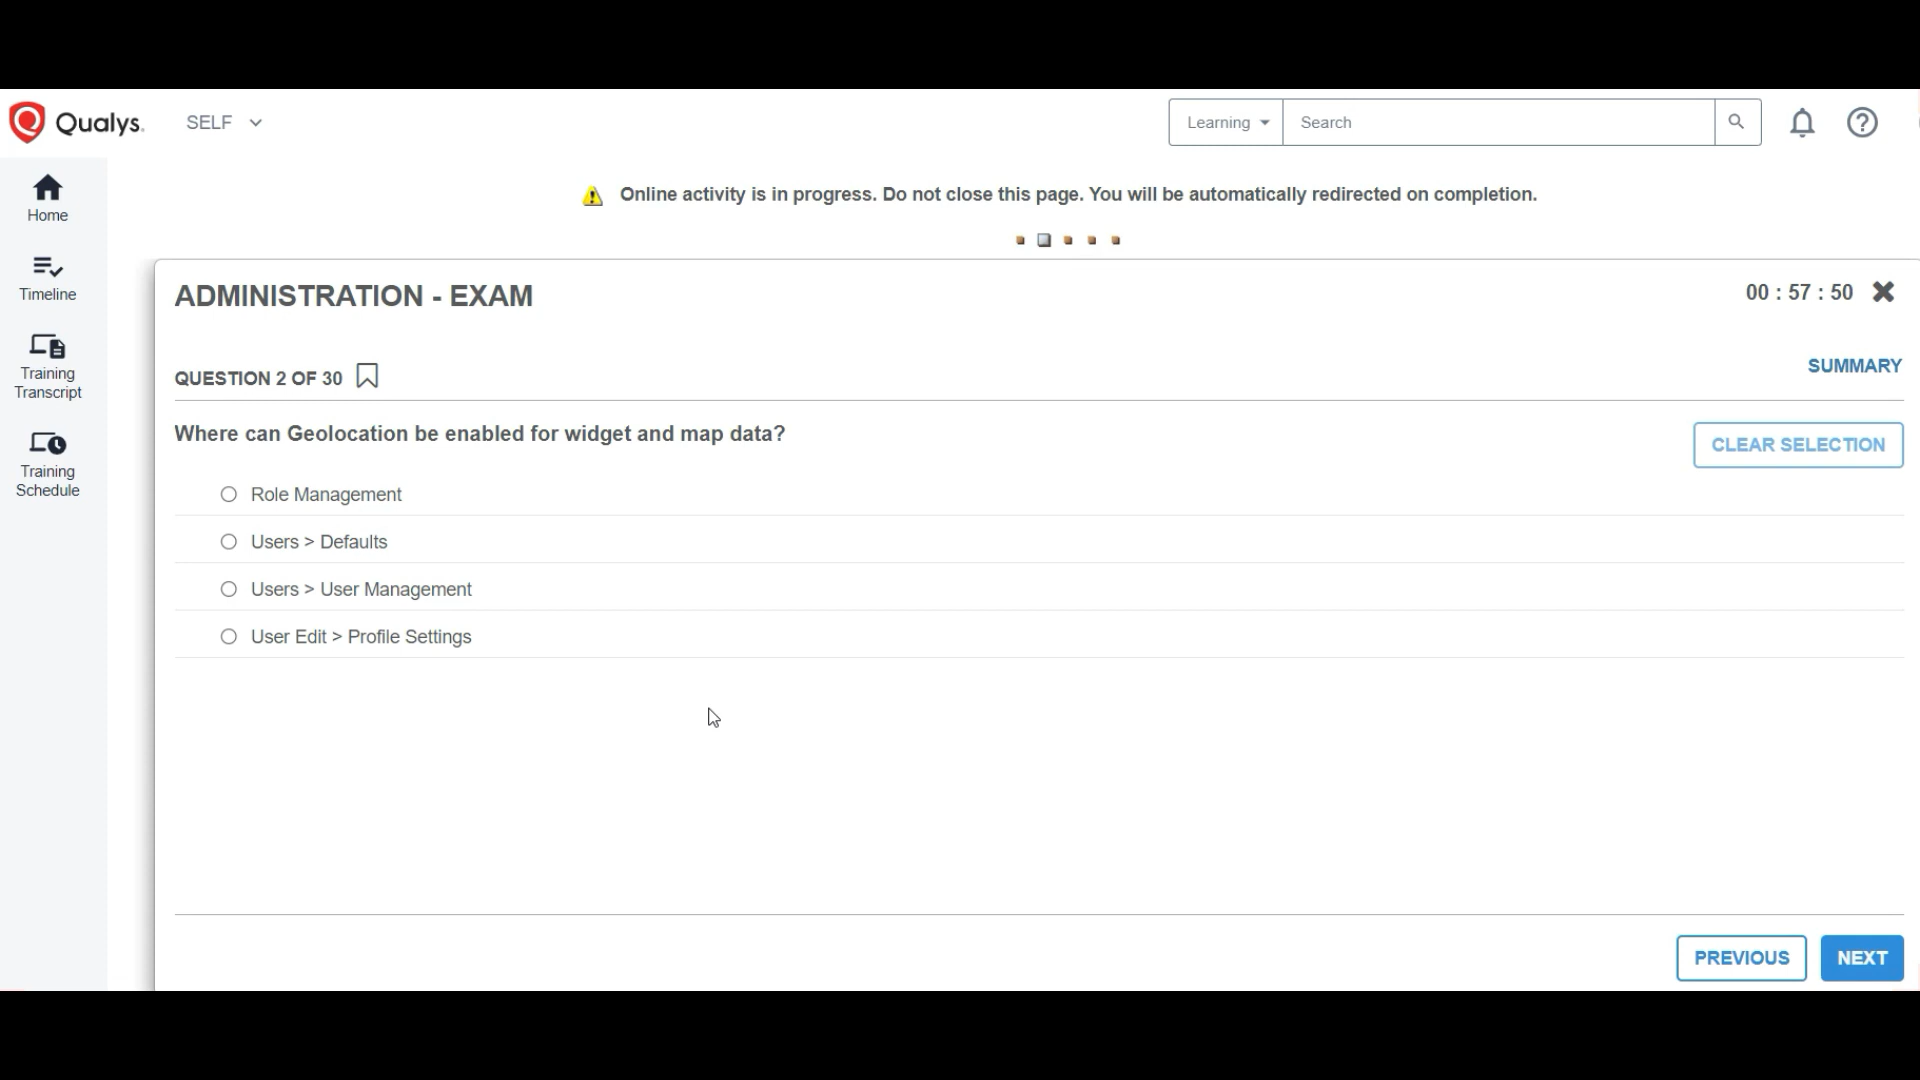 Qualys.
SELF
Learning
Search
Home
Timeline
Training
Transcript
Training
Schedule
Online activity is in progress. Do not close this page. You will be automatically redirected on completion.
ADMINISTRATION - EXAM
00 : 57 : 50
QUESTION 2 OF 30
SUMMARY
Where can Geolocation be enabled for widget and map data?
CLEAR SELECTION
Role Management
Users > Defaults
Users > User Management
User Edit > Profile Settings
PREVIOUS
NEXT